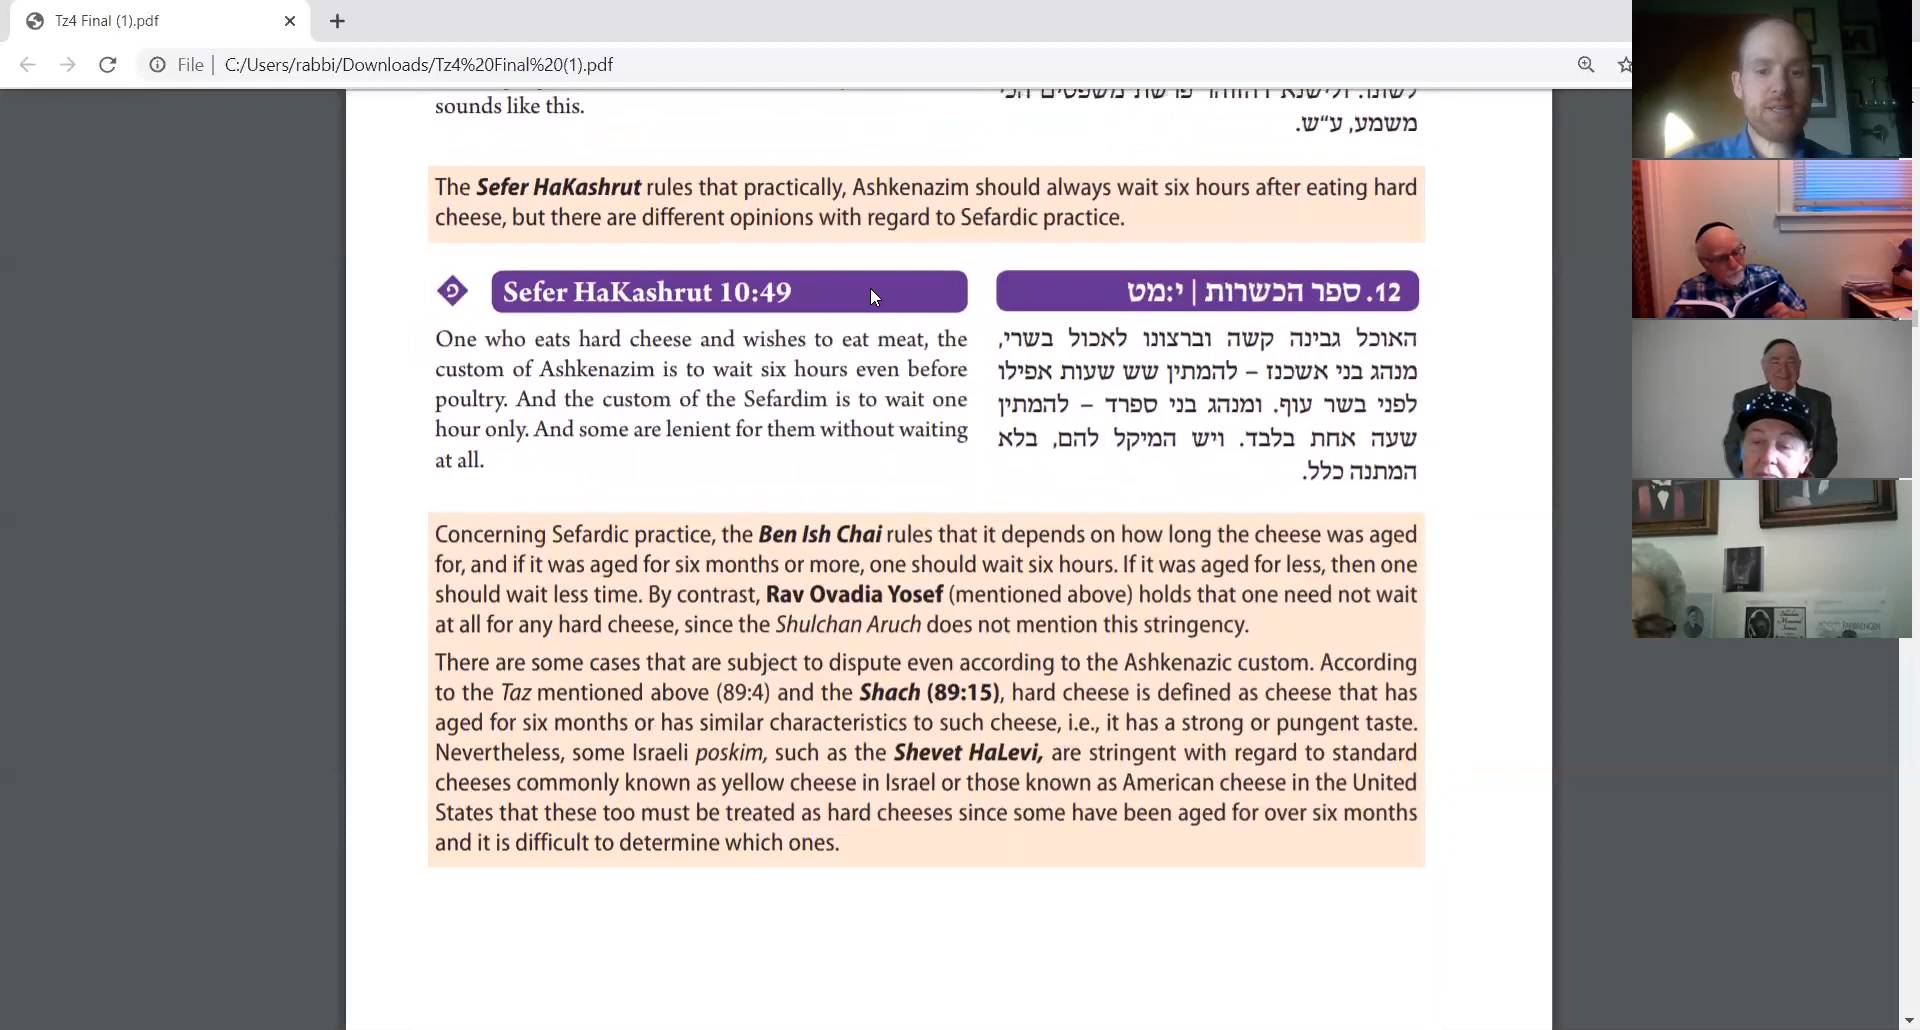 Tz4 Final (1).pdf
File
C:/Users/rabbi/Downloads/Tz4%20Final%20(1).pdf
sounds like this.
לשונו. ולישנא דהזוהר פרשת משפטים הכי
משמע, ע“ש.
The Sefer HaKashrut rules that practically, Ashkenazim should always wait six hours after eating hard
cheese, but there are different opinions with regard to Sefardic practice.
Sefer HaKashrut 10:49
One who eats hard cheese and wishes to eat meat, the
custom of Ashkenazim is to wait six hours even before
poultry. And the custom of the Sefardim is to wait one
hour only. And some are lenient for them without waiting
at all.
12. ספר הכשרות | י:מט
האוכל גבינה קשה וברצונו לאכול בשרי,
מנהג בני אשכנז – להמתין שש שעות אפילו
לפני בשר עוף. ומנהג בני ספרד – להמתין
שעה אחת בלבד. ויש המיקל להם, בלא
המתנה כלל.
Concerning Sefardic practice, the Ben Ish Chai rules that it depends on how long the cheese was aged
for, and if it was aged for six months or more, one should wait six hours. If it was aged for less, then one
should wait less time. By contrast, Rav Ovadia Yosef (mentioned above) holds that one need not wait
at all for any hard cheese, since the Shulchan Aruch does not mention this stringency.
There are some cases that are subject to dispute even according to the Ashkenazic custom. According
to the Taz mentioned above (89:4) and the Shach (89:15), hard cheese is defined as cheese that has
aged for six months or has similar characteristics to such cheese, i.e., it has a strong or pungent taste.
Nevertheless, some Israeli poskim, such as the Shevet HaLevi, are stringent with regard to standard
cheeses commonly known as yellow cheese in Israel or those known as American cheese in the United
States that these too must be treated as hard cheeses since some have been aged for over six months
and it is difficult to determine which ones.